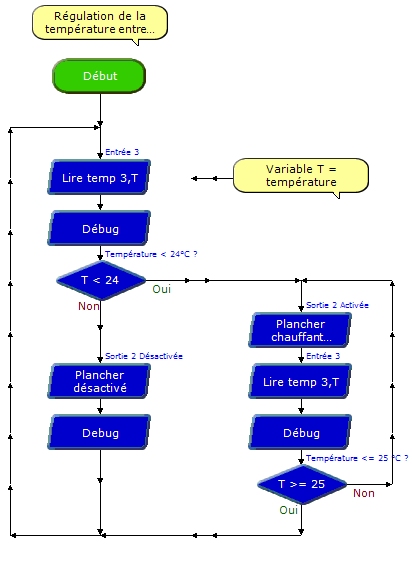 Régulation de la
température entre...
Début
Entrée 3
Lire temp 3,T
Variable T =
température
Débug
Température < 24°C ?
T < 24
Oui
Non
Sortie 2 Activée
Plancher
chauffant...
Sortie 2 Désactivée
Plancher
désactivé
Entrée 3
Lire temp 3,T
Debug
Débug
Température <= 25 °C ?
T >= 25
Non
Oui